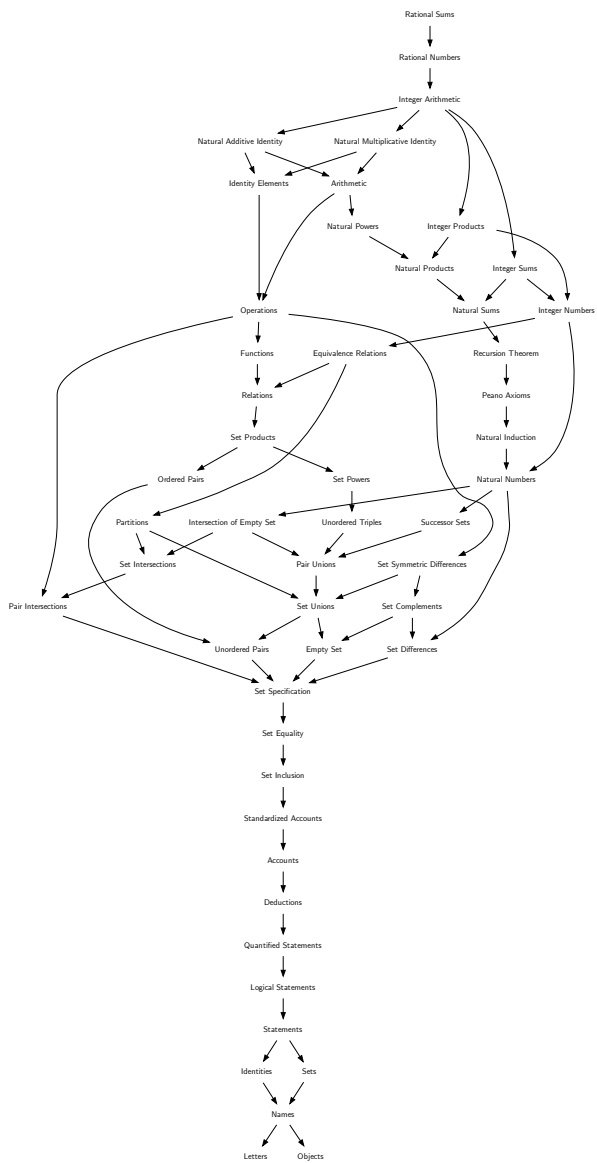 Rational Sums
Rational Numbers
Integer Arithmetic
Natural Additive Identity
Natural Multiplicative Identity
Identity Elements
Arithmetic
Natural Powers
Integer Products
Natural Products
Integer Sums
Operations
Natural Sums
Integer Numbers
Functions
Equivalence Relations
Recursion Theorem
Relations
Peano Axioms
Set Products
Natural Induction
Ordered Pairs
Set Powers
Natural Numbers
Partitions
Intersection of Empty Set
Unordered Triples
Successor Sets
Set Intersections
Pair Unions
Set Symmetric Differences
Pair Intersections
Set Unions
Set Complements
Unordered Pairs
Empty Set
Set Differences
Set Specification
Set Equality
Set Inclusion
Standardized Accounts
Accounts
Deductions
Quantified Statements
Logical Statements
Statements
Identities
Sets
Names
Letters
Objects